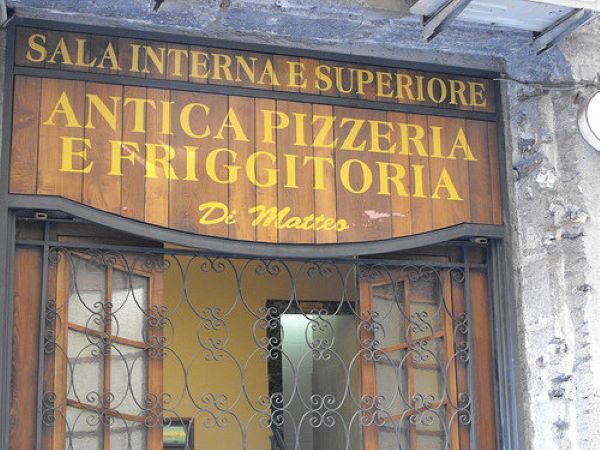 SALA INTERNA E SUPERIORE
ANTICA PIZZERIA
E FRIGGITORIA
Di Matteo